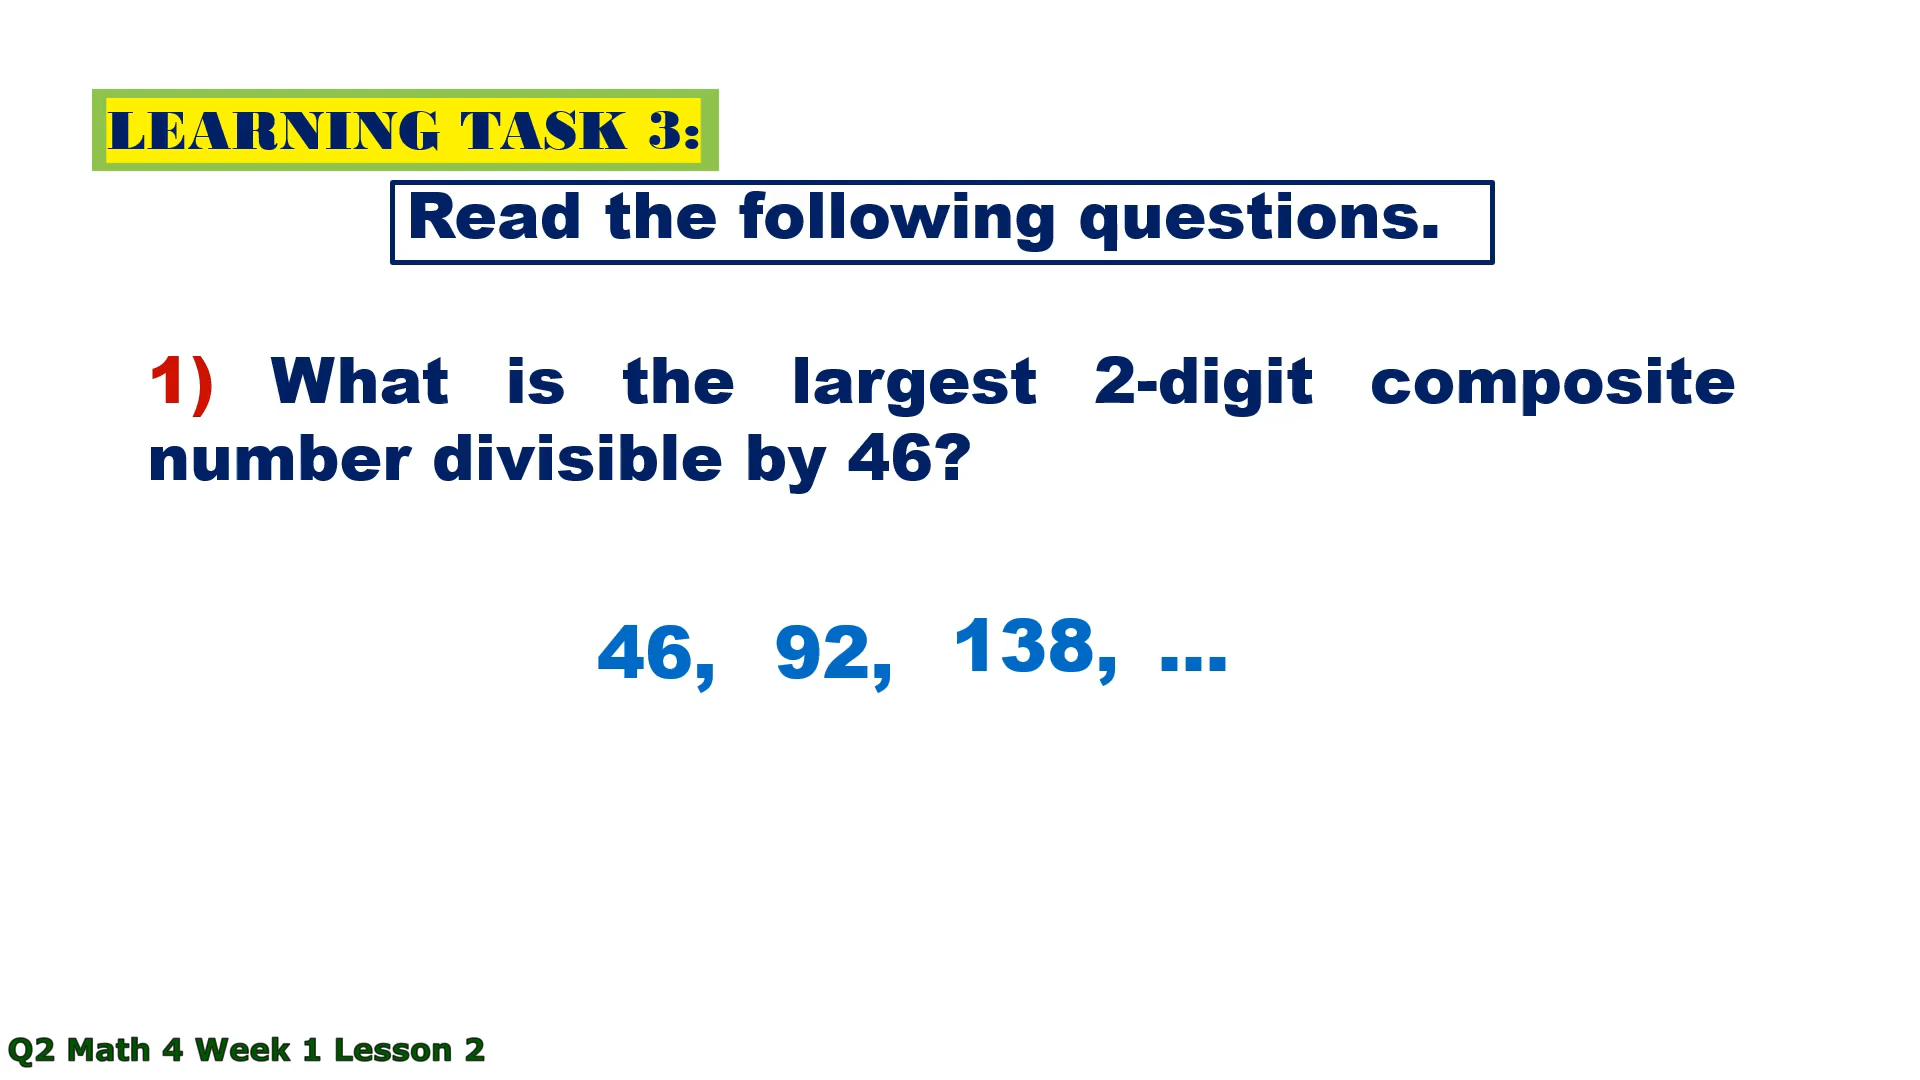 LEARNING TASK 3:
Read the following questions.
1) What is the largest 2-digit composite
number divisible by 46?
46, 92, 138, ...
Q2 Math 4 Week 1 Lesson 2